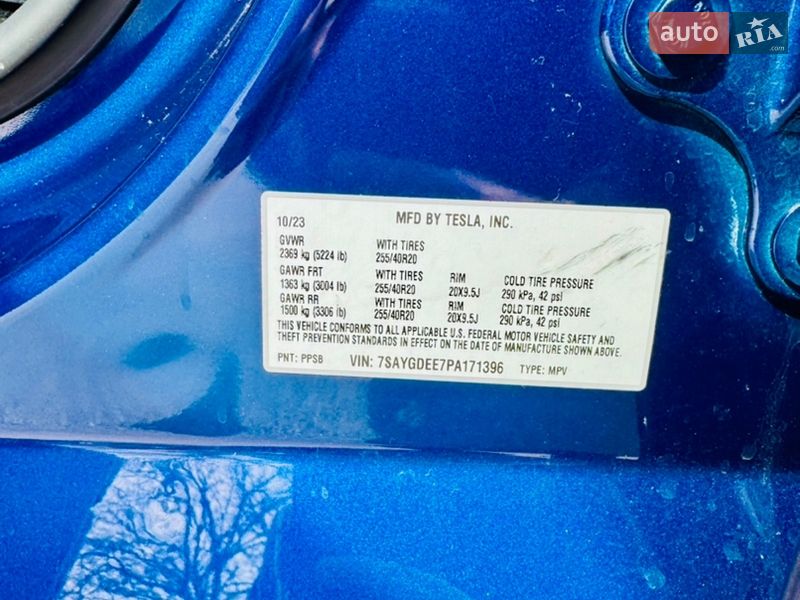 auto RIA.com
10/23 MFD BY TESLA, INC.
GVWR WITH TIRES
2369 kg (5224 lb) 255/40R20
GAWR FRT WITH TIRES RIM COLD TIRE PRESSURE
1363 kg (3004 lb) 255/40R20 20X9.5J 290 kPa, 42 psi
GAWR RR WITH TIRES RIM COLD TIRE PRESSURE
1500 kg (3306 lb) 255/40R20 20X9.5J 290 kPa, 42 psi
THIS VEHICLE CONFORMS TO ALL APPLICABLE U.S. FEDERAL MOTOR VEHICLE SAFETY AND
THEFT PREVENTION STANDARDS IN EFFECT ON THE DATE OF MANUFACTURE SHOWN ABOVE.
PNT: PPSB VIN: 7SAYGDEE7PA171396 TYPE: MPV